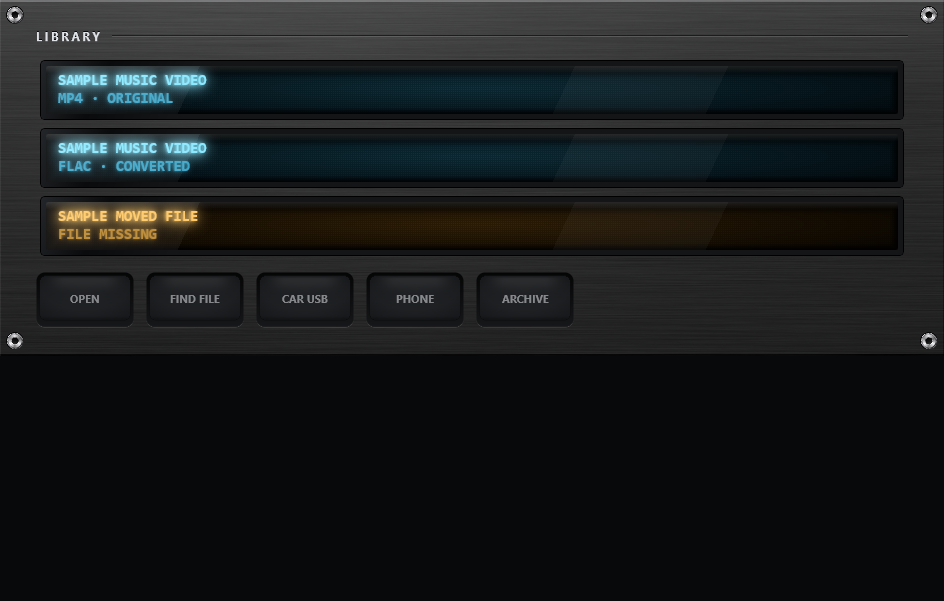 LIBRARY
SAMPLE MUSIC VIDEO
MP4 · ORIGINAL
SAMPLE MUSIC VIDEO
FLAC · CONVERTED
SAMPLE MOVED FILE
FILE MISSING
OPEN
FIND FILE
CAR USB
PHONE
ARCHIVE